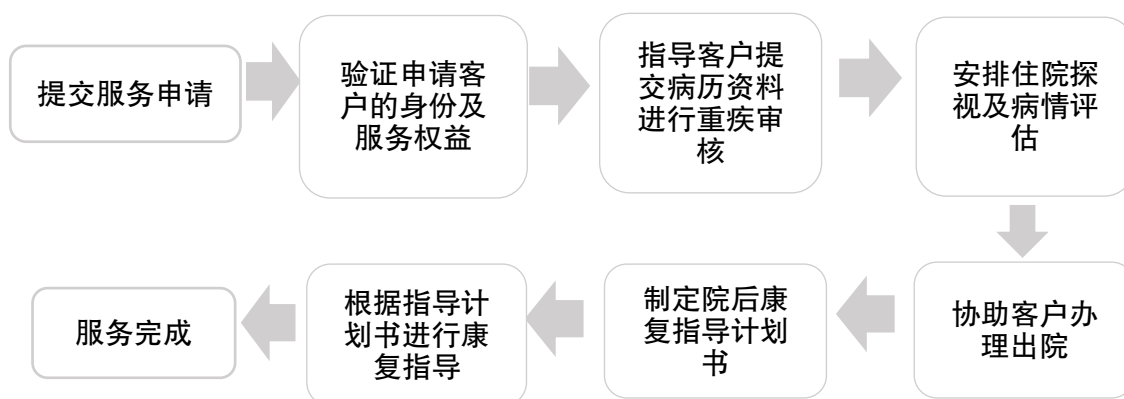 提交服务申请
验证申请客
户的身份及
服务权益
指导客户提
交病历资料
进行重疾审
核
安排住院探
视及病情评
估
协助客户办
理出院
制定院后康
复指导计划
书
根据指导计
划书进行康
复指导
服务完成